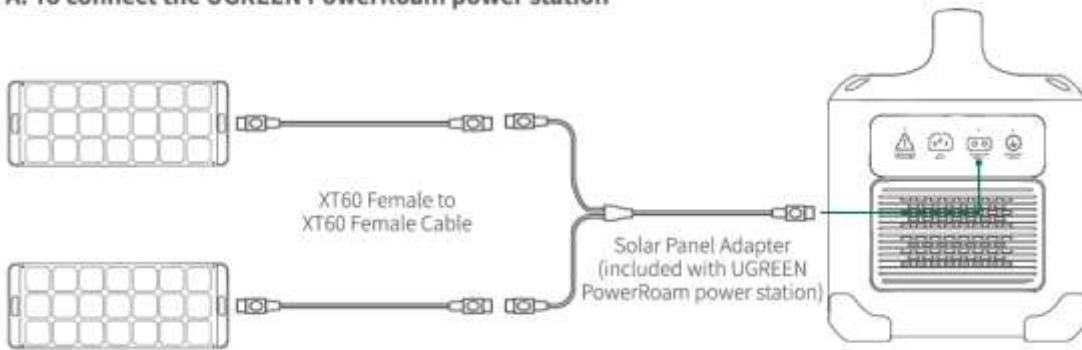 A. To connect the UGREEN PowerRoam power station
XT60 Female to
XT60 Female Cable
Solar Panel Adapter
(included with UGREEN
PowerRoam power station)